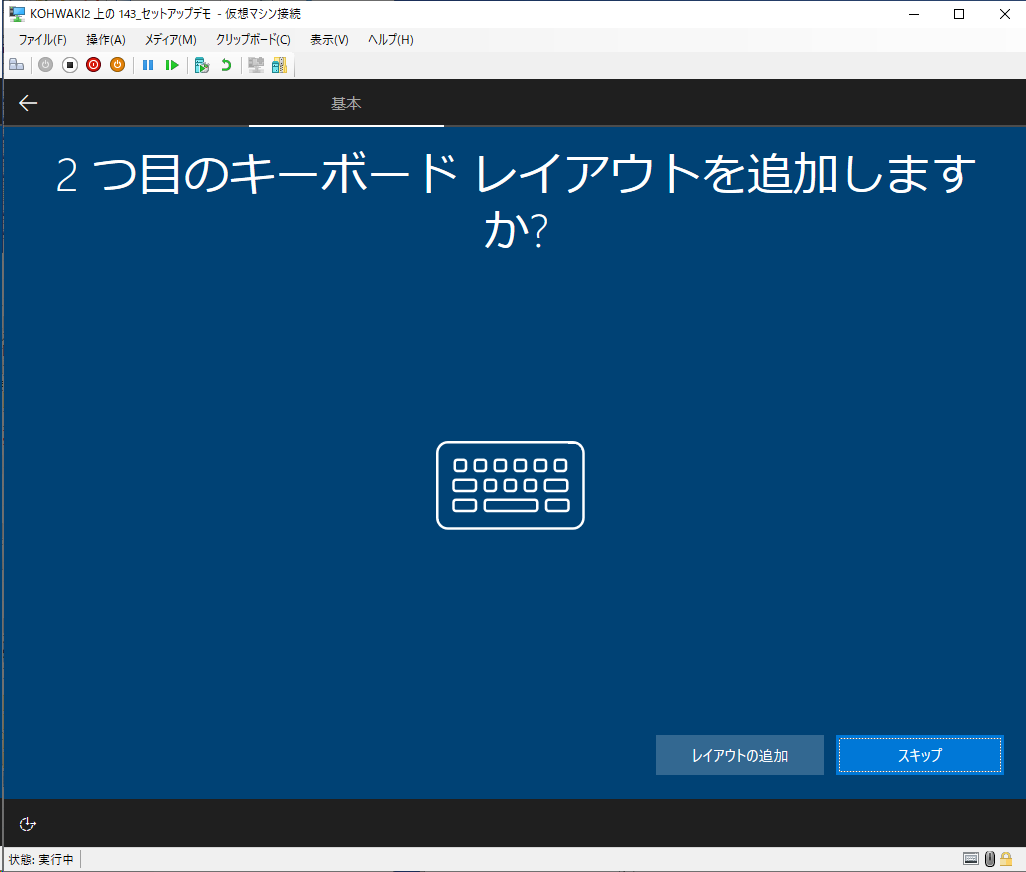 KOHWAKI2 上の 143_セットアップデモ - 仮想マシン接続
ファイル(F) 操作(A) メディア(M) クリップボード(C) 表示(V) ヘルプ(H)
基本
2 つ目のキーボード レイアウトを追加します
か?
レイアウトの追加 スキップ
状態: 実行中